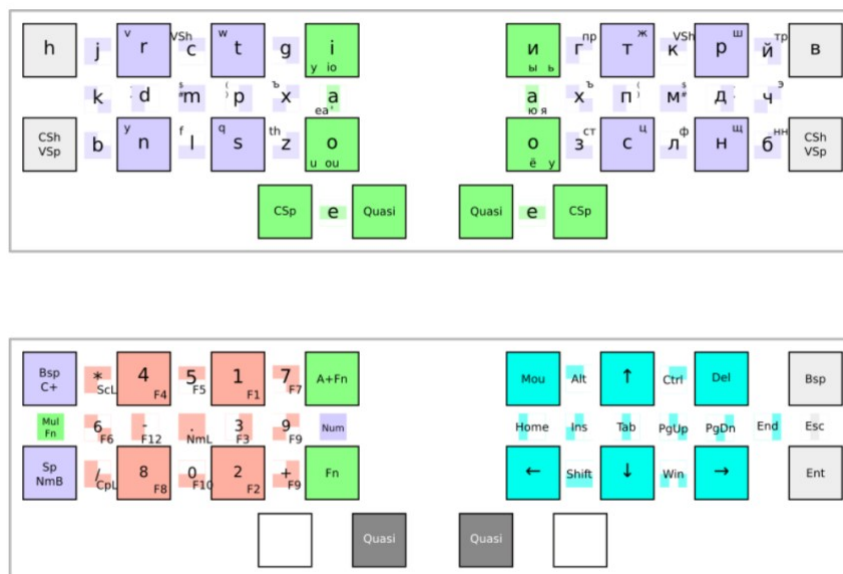 h j v r VSh c w t g i y io и ы ь г пр ж т VSh к ш р тр й в
k d $ # m ( ) p ъ x a ea' а ю я х ъ ( ) п $ # м д э ч
CSh VSp b y n f l q s th z o u ou о ё у з ст ц с ф л щ н нн б CSh VSp
CSp e Quasi Quasi e CSp
Bsp C+ * ScL 4 F4 5 F5 1 F1 7 F7 A+Fn Mou Alt ↑ Ctrl Del Bsp
Mul Fn 6 F6 - F12 . NmL 3 F3 9 F9 Num Home Ins Tab PgUp PgDn End Esc
Sp NmB / CpL 8 F8 0 F10 2 F2 + F9 Fn ← Shift ↓ Win → Ent
Quasi Quasi